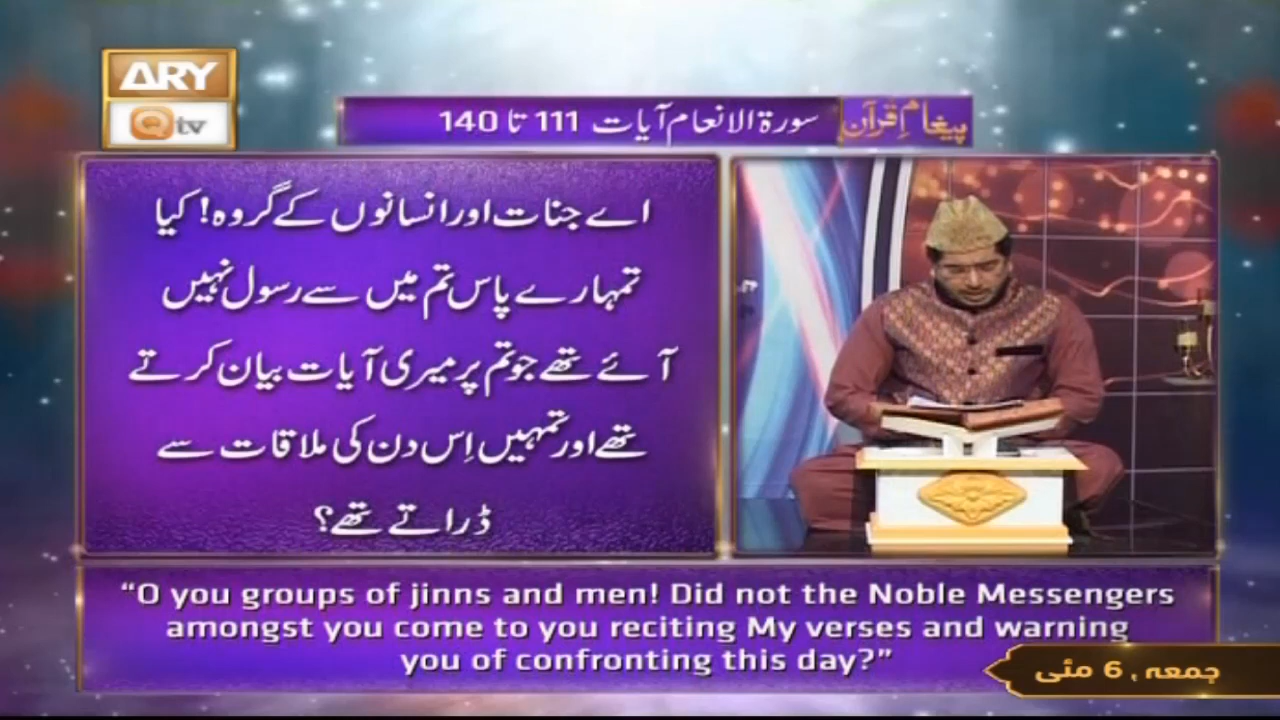 ARY
Qtv
پیغامِ قرآن
سورۃ الانعام آیات 111 تا 140
اے جنات اور انسانوں کے گروہ! کیا
تمہارے پاس تم میں سے رسول نہیں
آئے تھے جو تم پر میری آیات بیان کرتے
تھے اور تمہیں اِس دن کی ملاقات سے
ڈراتے تھے؟
“O you groups of jinns and men! Did not the Noble Messengers
amongst you come to you reciting My verses and warning
you of confronting this day?”
جمعہ, 6 مئی